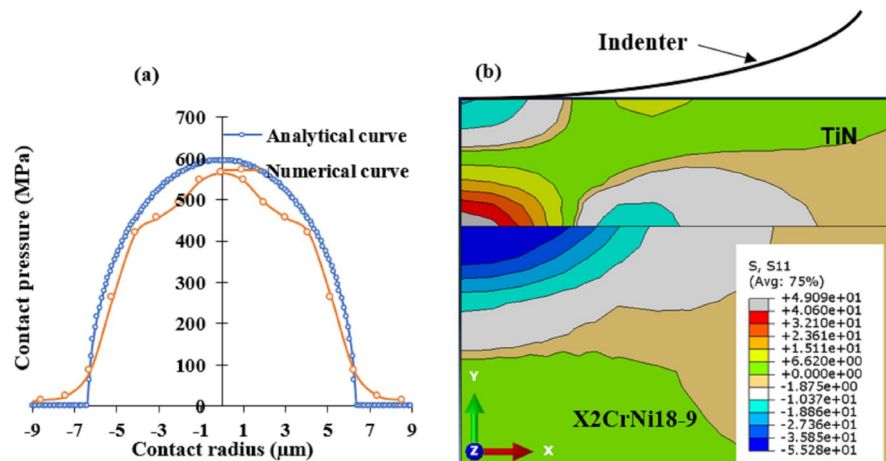 (a)
Contact pressure (MPa)
700
600
500
400
300
200
100
0
Analytical curve
Numerical curve
-9 -7 -5 -3 -1 1 3 5 7 9
Contact radius (µm)
Indenter
(b)
TiN
S, S11
(Avg: 75%)
+4.909e+01
+4.060e+01
+3.210e+01
+2.361e+01
+1.511e+01
+6.620e+00
+0.000e+00
-1.875e+00
-1.037e+01
-1.886e+01
-2.736e+01
-3.585e+01
-5.528e+01
X2CrNi18-9
Y
Z
X